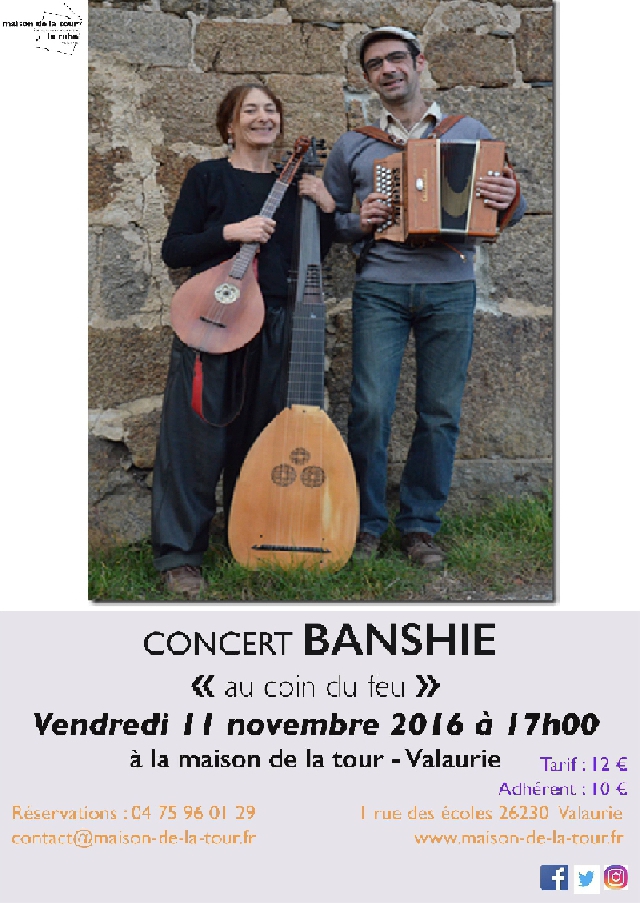 maison de la tour
la ruhe
CONCERT BANSHIE
« au coin du feu »
Vendredi 11 novembre 2016 à 17h00
à la maison de la tour - Valaurie
Tarif : 12 €
Adhérent : 10 €
Réservations : 04 75 96 01 29
1 rue des écoles 26230 Valaurie
contact@maison-de-la-tour.fr
www.maison-de-la-tour.fr